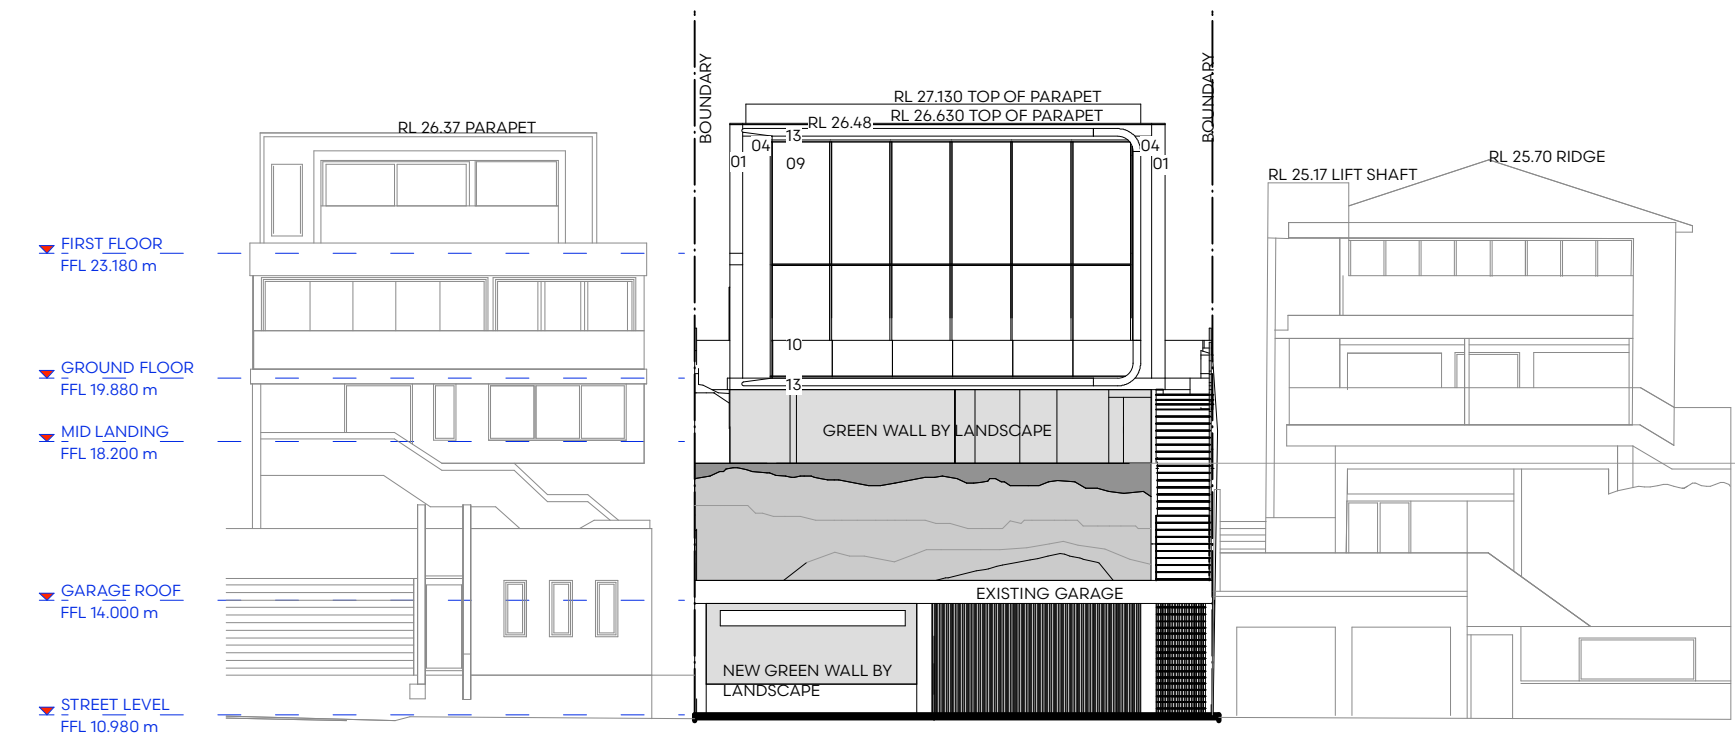 BOUNDARY
BOUNDARY
RL 27.130 TOP OF PARAPET
RL 26.630 TOP OF PARAPET
RL 26.48
RL 26.37 PARAPET
13
04
01
09
04
01
RL 25.70 RIDGE
RL 25.17 LIFT SHAFT
FIRST FLOOR
FFL 23.180 m
10
GROUND FLOOR
FFL 19.880 m
13
MID LANDING
FFL 18.200 m
GREEN WALL BY LANDSCAPE
GARAGE ROOF
FFL 14.000 m
EXISTING GARAGE
NEW GREEN WALL BY
LANDSCAPE
STREET LEVEL
FFL 10.980 m